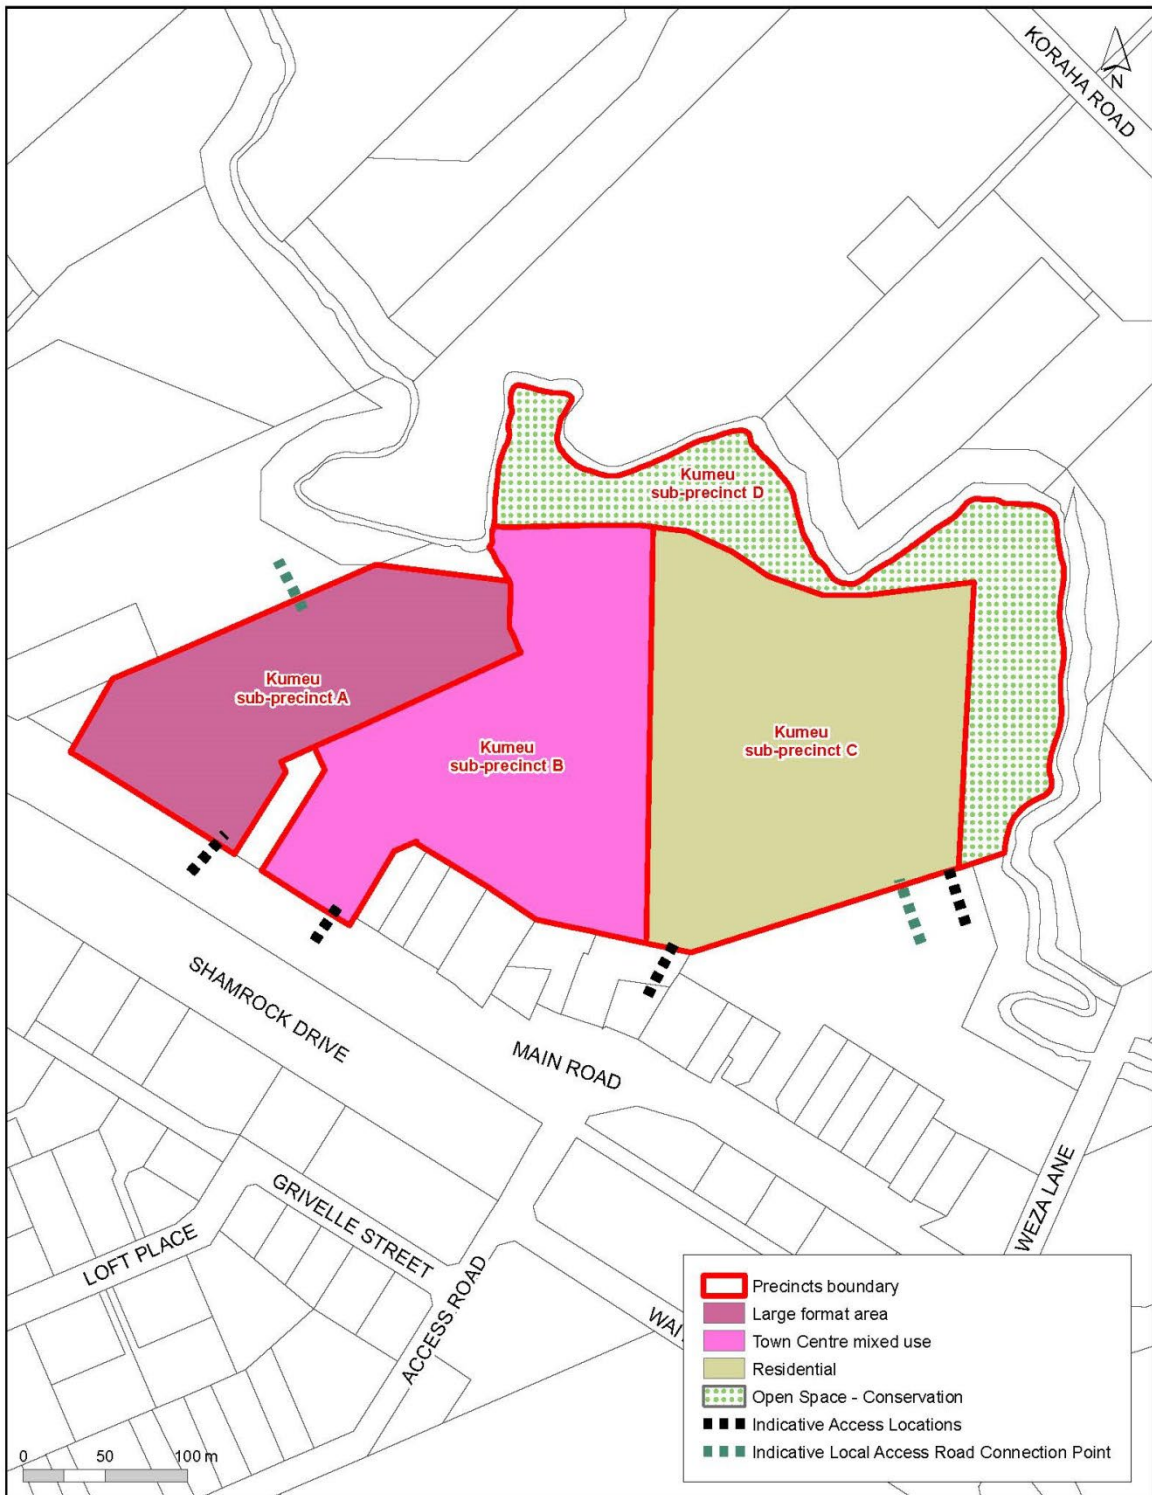 KORAHA ROAD
N
Kumeu
sub-precinct D
Kumeu
sub-precinct A
Kumeu
sub-precinct B
Kumeu
sub-precinct C
SHAMROCK DRIVE
MAIN ROAD
GRIVELLE STREET
LOFT PLACE
ACCESS ROAD
WEZA LANE
WAI
Precincts boundary
Large format area
Town Centre mixed use
Residential
Open Space - Conservation
Indicative Access Locations
Indicative Local Access Road Connection Point
0 50 100 m